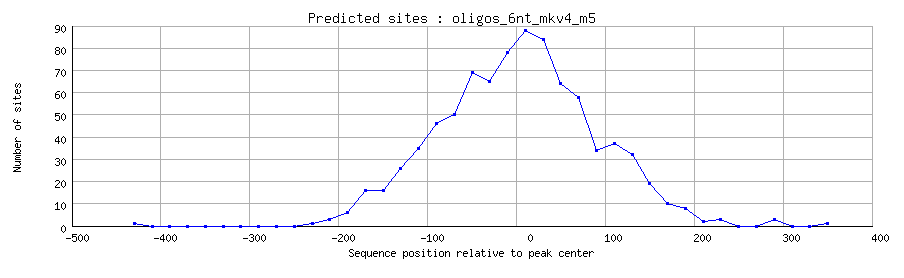 Predicted sites : oligos_6nt_mkv4_m5
90
80
70
60
50
40
30
20
10
0
Number of sites
-500 -400 -300 -200 -100 0 100 200 300 400
Sequence position relative to peak center